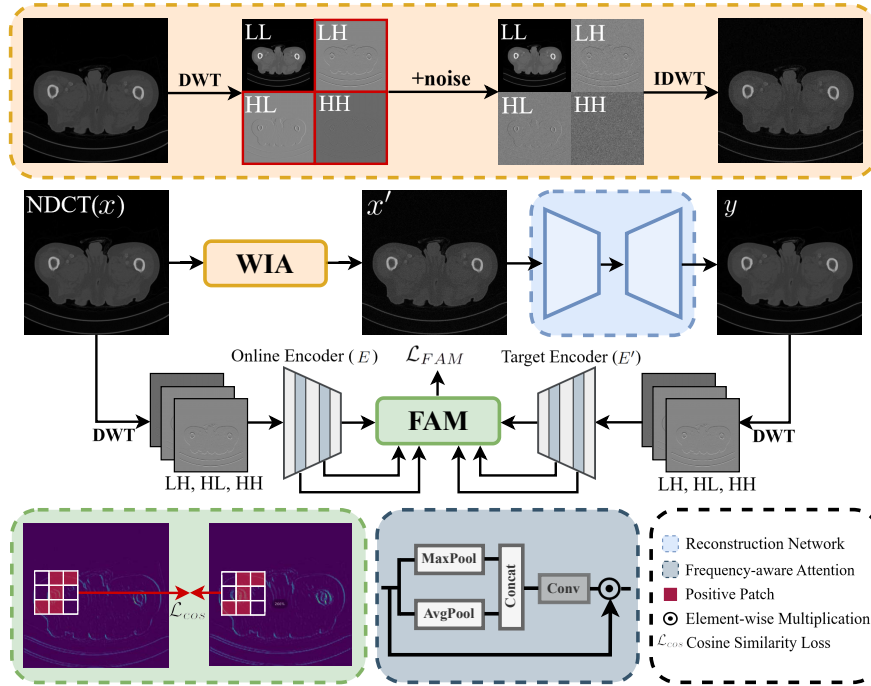 LL
LH
LL
LH
DWT
+noise
IDWT
HL
HH
HL
HH
NDCT(x)
x′
y
WIA
Online Encoder (E)
L_FAM
Target Encoder (E′)
FAM
DWT
DWT
LH, HL, HH
LH, HL, HH
L_cos
MaxPool
AvgPool
Concat
Conv
Reconstruction Network
Frequency-aware Attention
Positive Patch
Element-wise Multiplication
L_cos Cosine Similarity Loss